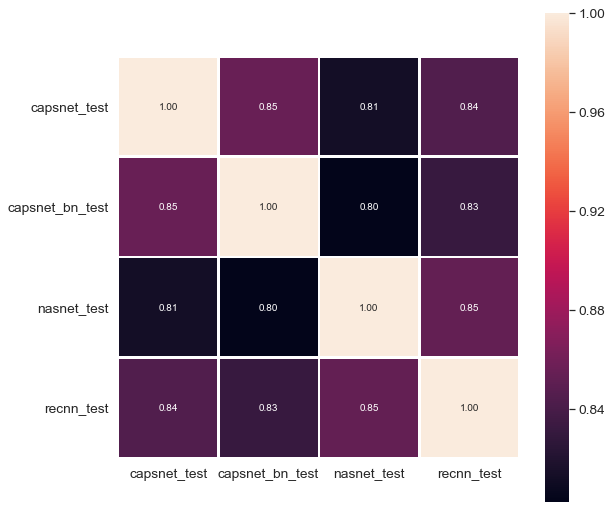 1.00
capsnet_test 1.00 0.85 0.81 0.84
0.96
capsnet_bn_test 0.85 1.00 0.80 0.83
0.92
nasnet_test 0.81 0.80 1.00 0.85
0.88
recnn_test 0.84 0.83 0.85 1.00
0.84
capsnet_test capsnet_bn_test nasnet_test recnn_test